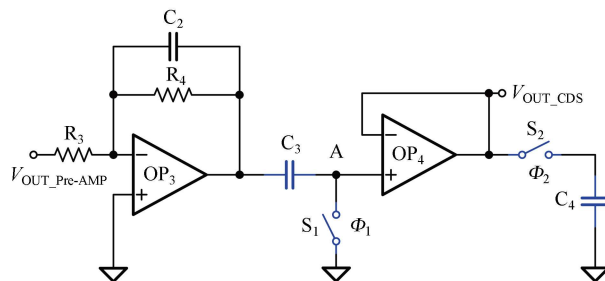 C2
R4
R3
VOUT_Pre-AMP
−
+
OP3
C3
A
S1
Φ1
−
+
OP4
VOUT_CDS
S2
Φ2
C4